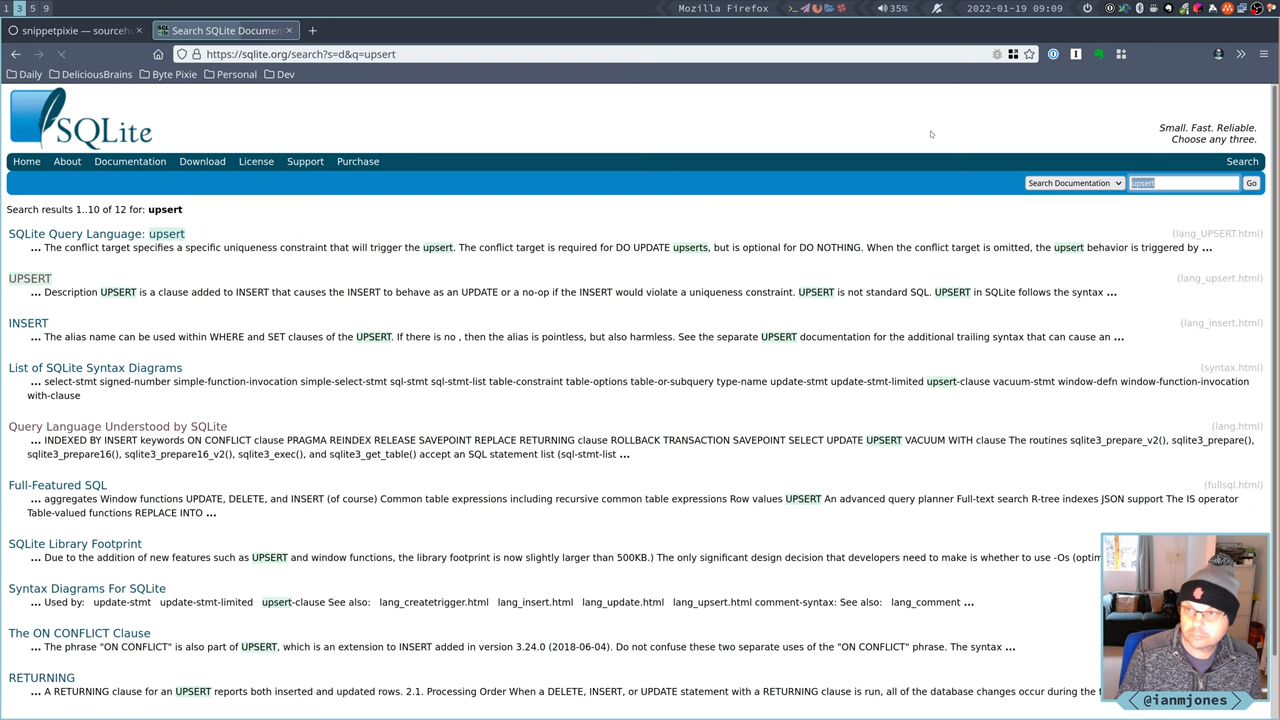 1 3 5 9
Mozilla Firefox
35%
2022-01-19 09:09
snippetpixie — sourceh
Search SQLite Documen
https://sqlite.org/search?s=d&q=upsert
Daily DeliciousBrains Byte Pixie Personal Dev
SQLite
Small. Fast. Reliable.
Choose any three.
Home About Documentation Download License Support Purchase Search
Search Documentation upsert Go
Search results 1..10 of 12 for: upsert
SQLite Query Language: upsert (lang_UPSERT.html)
... The conflict target specifies a specific uniqueness constraint that will trigger the upsert. The conflict target is required for DO UPDATE upserts, but is optional for DO NOTHING. When the conflict target is omitted, the upsert behavior is triggered by ...
UPSERT (lang_upsert.html)
... Description UPSERT is a clause added to INSERT that causes the INSERT to behave as an UPDATE or a no-op if the INSERT would violate a uniqueness constraint. UPSERT is not standard SQL. UPSERT in SQLite follows the syntax ...
INSERT (lang_insert.html)
... The alias name can be used within WHERE and SET clauses of the UPSERT. If there is no , then the alias is pointless, but also harmless. See the separate UPSERT documentation for the additional trailing syntax that can cause an ...
List of SQLite Syntax Diagrams (syntax.html)
... select-stmt signed-number simple-function-invocation simple-select-stmt sql-stmt sql-stmt-list table-constraint table-options table-or-subquery type-name update-stmt update-stmt-limited upsert-clause vacuum-stmt window-defn window-function-invocation
with-clause
Query Language Understood by SQLite (lang.html)
... INDEXED BY INSERT keywords ON CONFLICT clause PRAGMA REINDEX RELEASE SAVEPOINT REPLACE RETURNING clause ROLLBACK TRANSACTION SAVEPOINT SELECT UPDATE UPSERT VACUUM WITH clause The routines sqlite3_prepare_v2(), sqlite3_prepare(),
sqlite3_prepare16(), sqlite3_prepare16_v2(), sqlite3_exec(), and sqlite3_get_table() accept an SQL statement list (sql-stmt-list ...
Full-Featured SQL (fullsql.html)
... aggregates Window functions UPDATE, DELETE, and INSERT (of course) Common table expressions including recursive common table expressions Row values UPSERT An advanced query planner Full-text search R-tree indexes JSON support The IS operator
Table-valued functions REPLACE INTO ...
SQLite Library Footprint
... Due to the addition of new features such as UPSERT and window functions, the library footprint is now slightly larger than 500KB.) The only significant design decision that developers need to make is whether to use -Os (optim
Syntax Diagrams For SQLite
... Used by: update-stmt update-stmt-limited upsert-clause See also: lang_createtrigger.html lang_insert.html lang_update.html lang_upsert.html comment-syntax: See also: lang_comment ...
The ON CONFLICT Clause
... The phrase "ON CONFLICT" is also part of UPSERT, which is an extension to INSERT added in version 3.24.0 (2018-06-04). Do not confuse these two separate uses of the "ON CONFLICT" phrase. The syntax ...
RETURNING
... A RETURNING clause for an UPSERT reports both inserted and updated rows. 2.1. Processing Order When a DELETE, INSERT, or UPDATE statement with a RETURNING clause is run, all of the database changes occur during the
@ianmjones